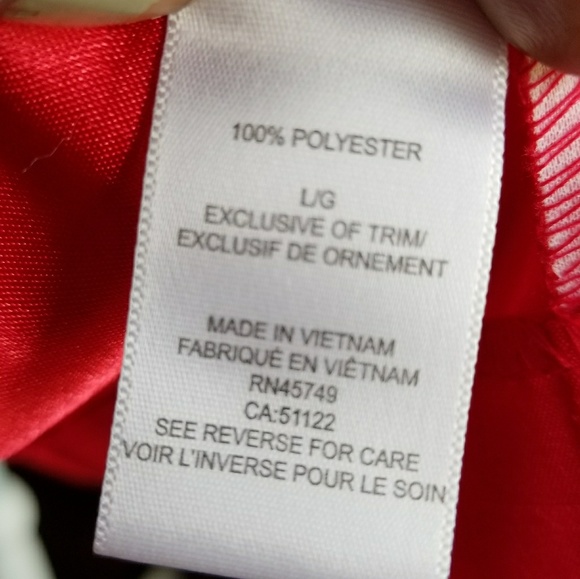 100% POLYESTER
L/G
EXCLUSIVE OF TRIM/
EXCLUSIF DE ORNEMENT
MADE IN VIETNAM
FABRIQUÉ EN VIÊTNAM
RN45749
CA:51122
SEE REVERSE FOR CARE
VOIR L'INVERSE POUR LE SOIN